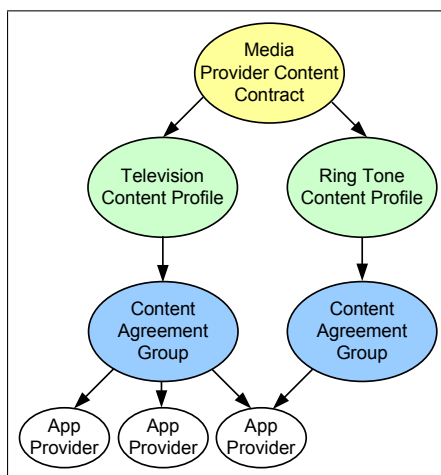 Media
Provider Content
Contract
Television
Content Profile
Ring Tone
Content Profile
Content
Agreement
Group
Content
Agreement
Group
App
Provider
App
Provider
App
Provider